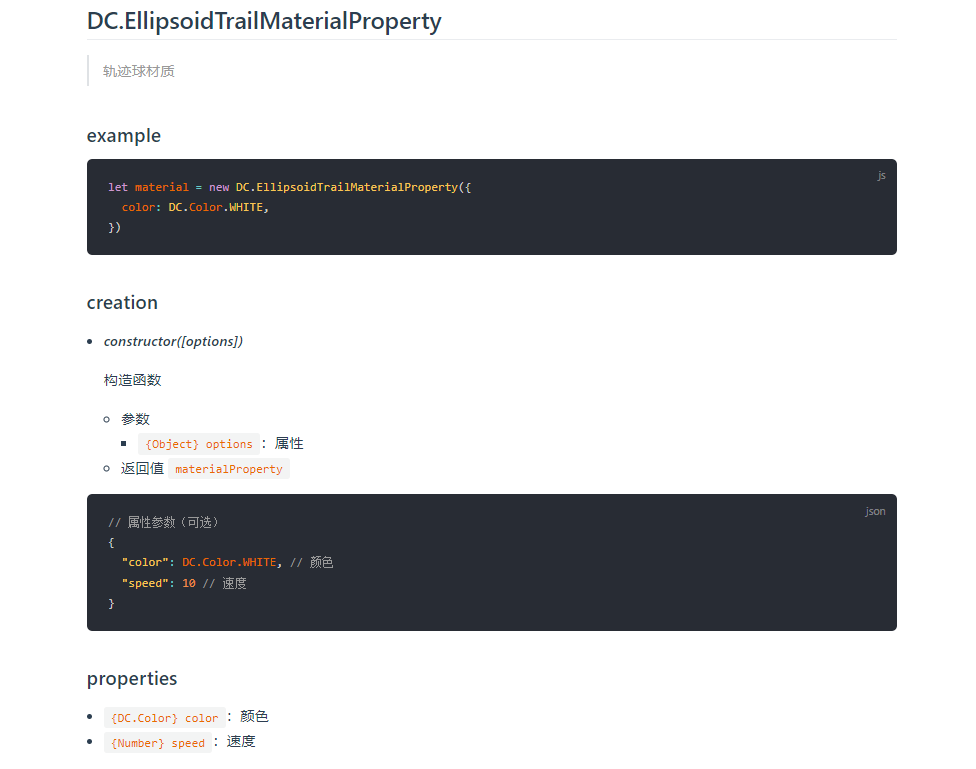 DC.EllipsoidTrailMaterialProperty
轨迹球材质
example
js
let material = new DC.EllipsoidTrailMaterialProperty({
  color: DC.Color.WHITE,
})
creation
constructor([options])
构造函数
参数
{Object} options：属性
返回值 materialProperty
json
// 属性参数（可选）
{
  "color": DC.Color.WHITE, // 颜色
  "speed": 10 // 速度
}
properties
{DC.Color} color：颜色
{Number} speed：速度